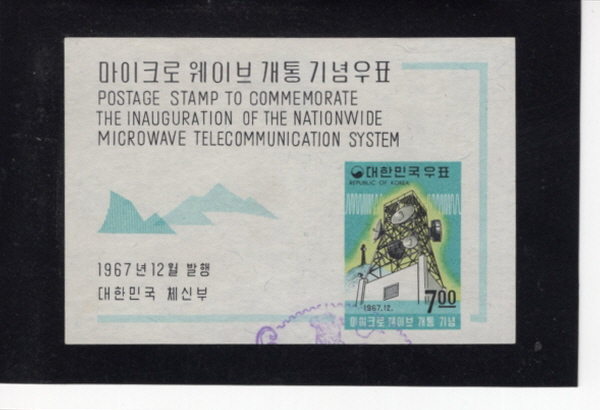 마이크로 웨이브 개통 기념우표
POSTAGE STAMP TO COMMEMORATE
THE INAUGURATION OF THE NATIONWIDE
MICROWAVE TELECOMMUNICATION SYSTEM
대한민국우표
REPUBLIC OF KOREA
1967년 12월 발행
대한민국 체신부
7.00
1967.12.
마이크로 웨이브 개통 기념